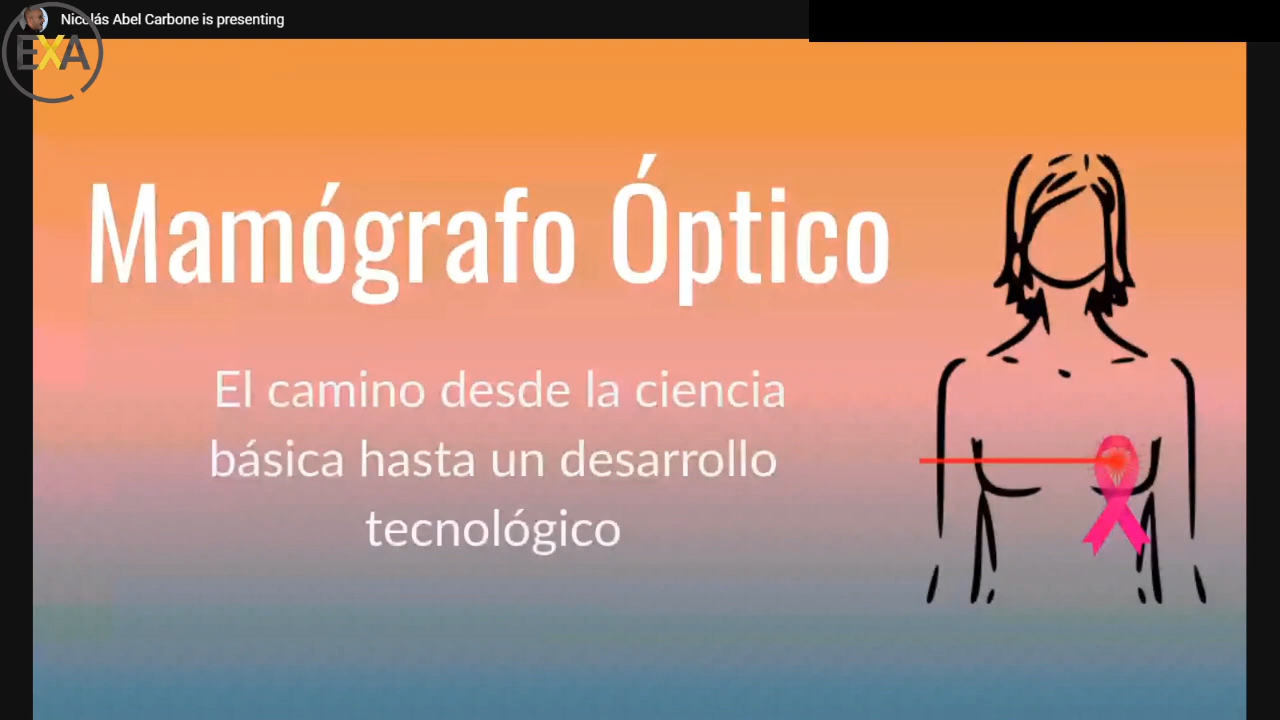 Nicolás Abel Carbone is presenting
EXA
Mamógrafo Óptico
El camino desde la ciencia
básica hasta un desarrollo
tecnológico